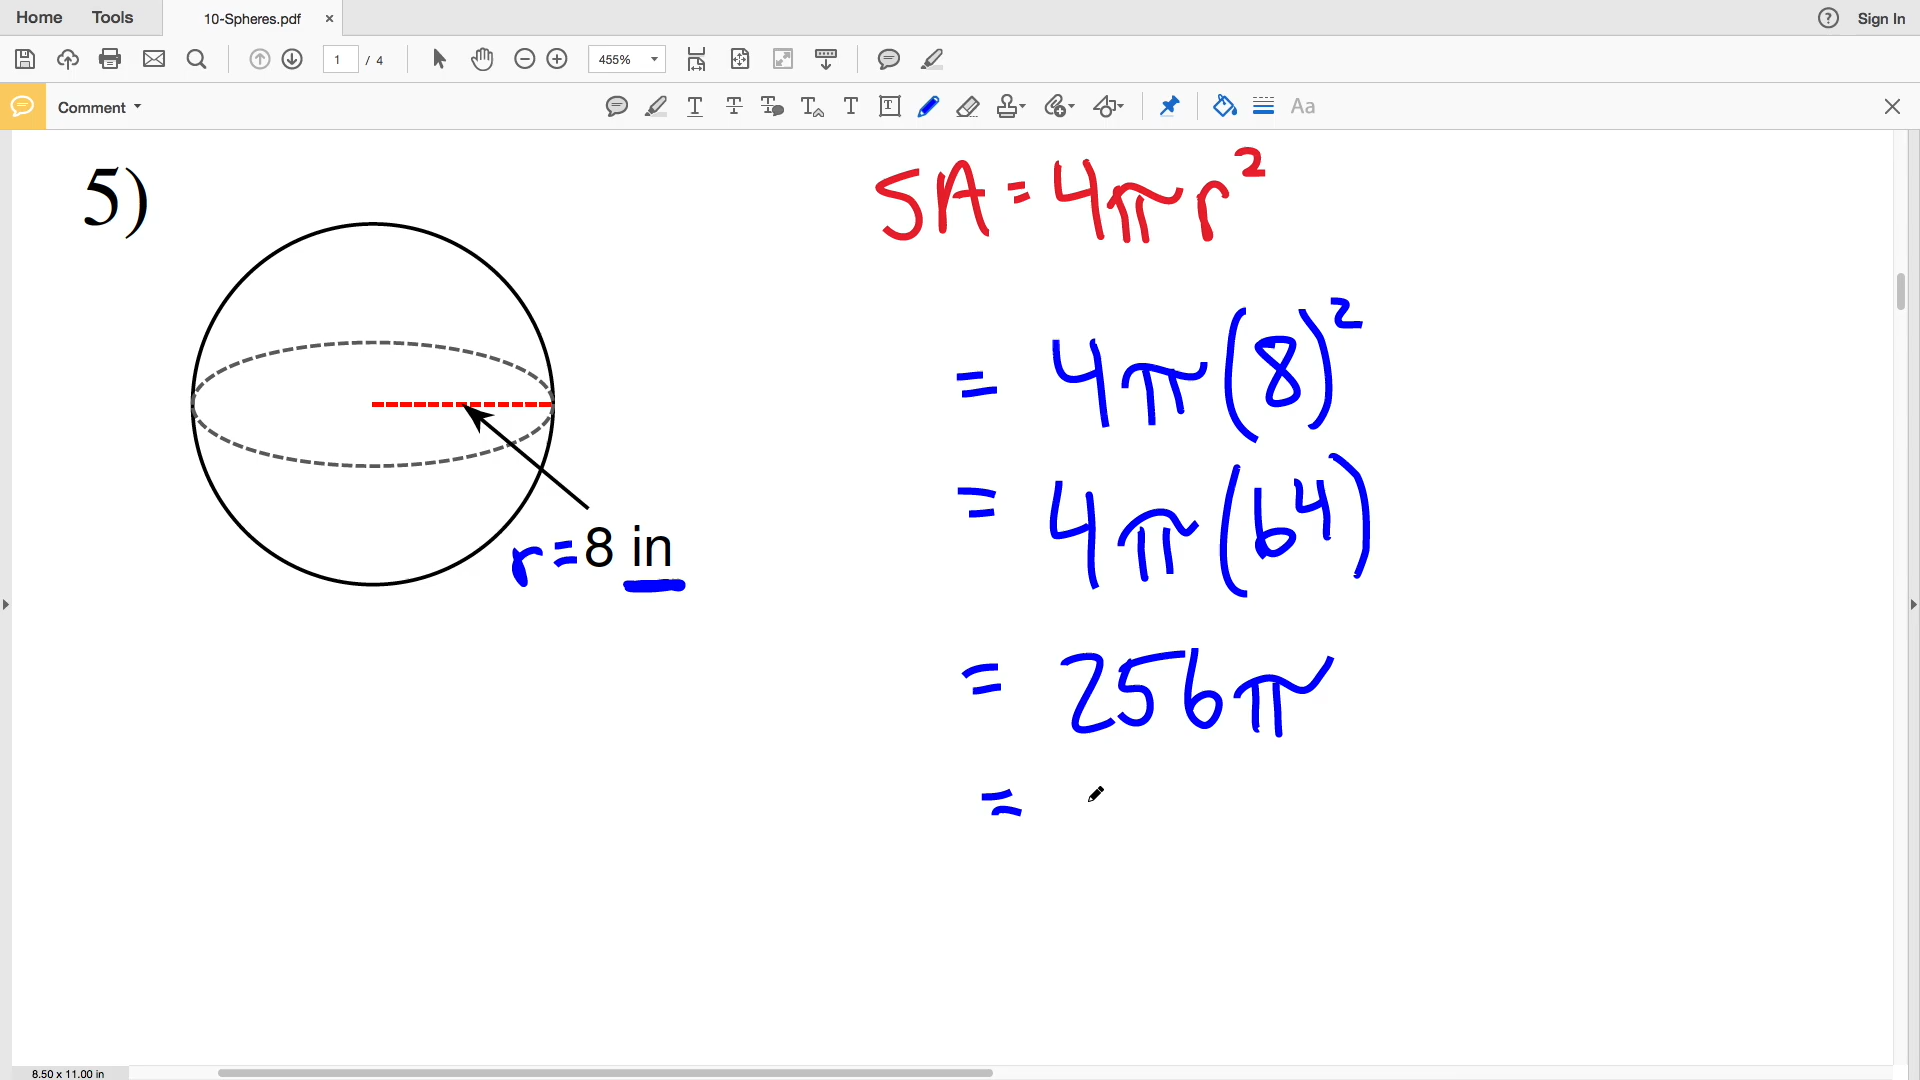 Home Tools 10-Spheres.pdf × ? Sign In
1 / 4 455%
Comment T T T T T T Aa
5)
SA = 4πr²
= 4π(8)²
= 4π(64)
r = 8 in
= 256π
=
8.50 x 11.00 in